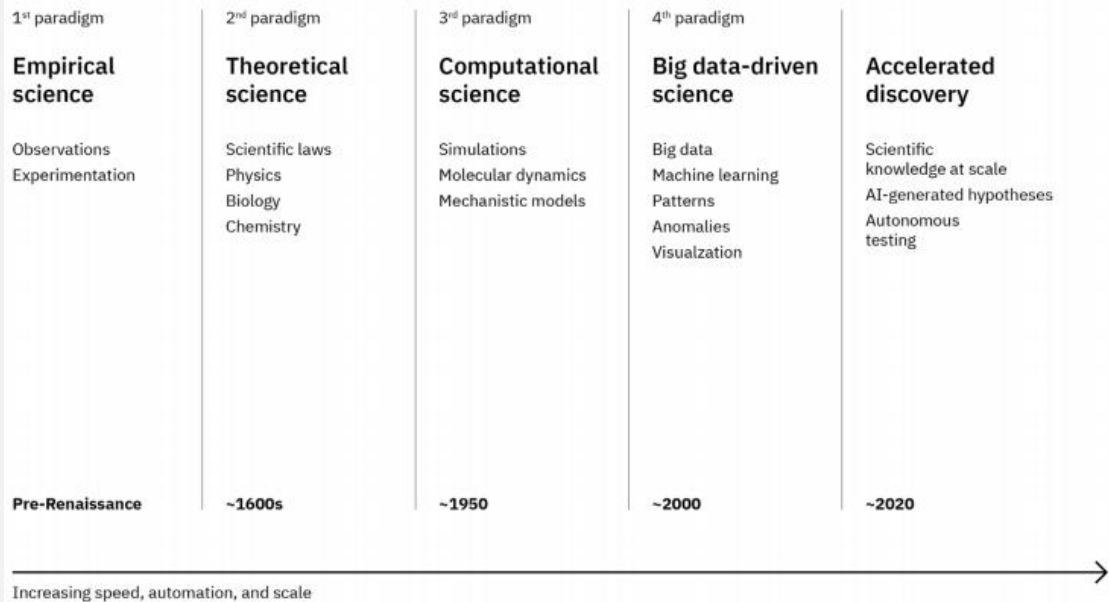 1st paradigm
Empirical
science
Observations
Experimentation
Pre-Renaissance
2nd paradigm
Theoretical
science
Scientific laws
Physics
Biology
Chemistry
~1600s
3rd paradigm
Computational
science
Simulations
Molecular dynamics
Mechanistic models
~1950
4th paradigm
Big data-driven
science
Big data
Machine learning
Patterns
Anomalies
Visualzation
~2000
Accelerated
discovery
Scientific
knowledge at scale
AI-generated hypotheses
Autonomous
testing
~2020
Increasing speed, automation, and scale